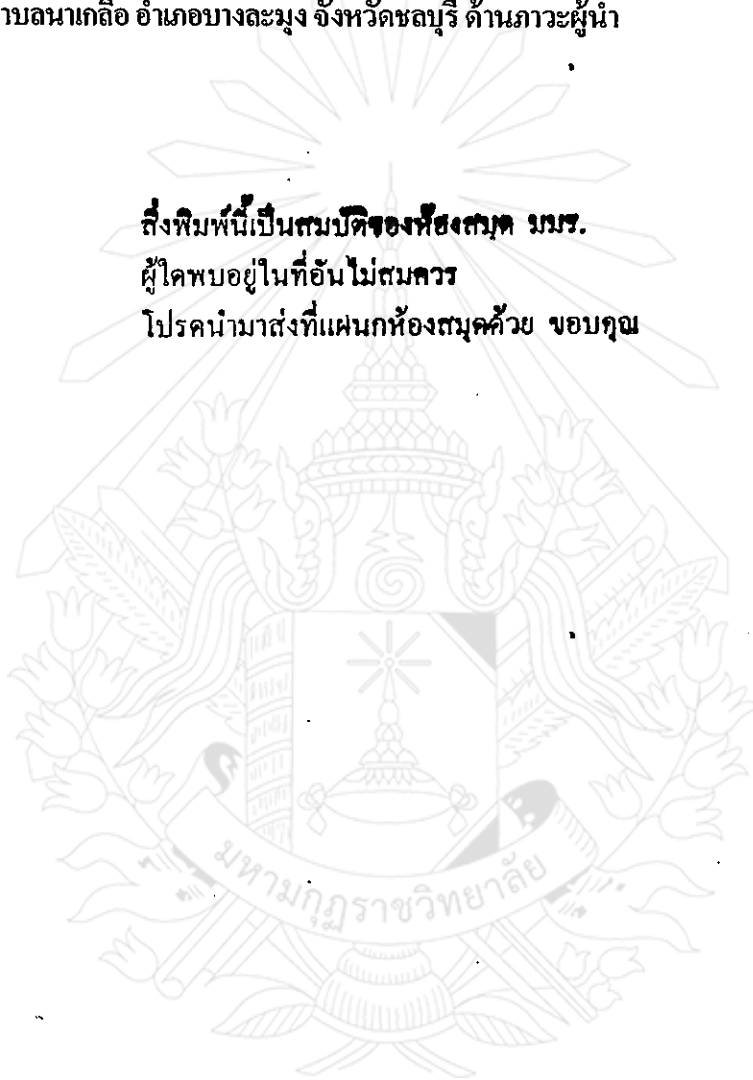 าบลนาเกลือ อำเภอบางละมุง จังหวัดชลบุรี ด้านภาวะผู้นำ
สิ่งพิมพ์นี้เป็นสมบัติของห้องสมุด มมร.
ผู้ใดพบอยู่ในที่อันไม่สมควร
โปรดนำมาส่งที่แผนกห้องสมุดด้วย ขอบคุณ
มหามกุฏราชวิทยาลัย